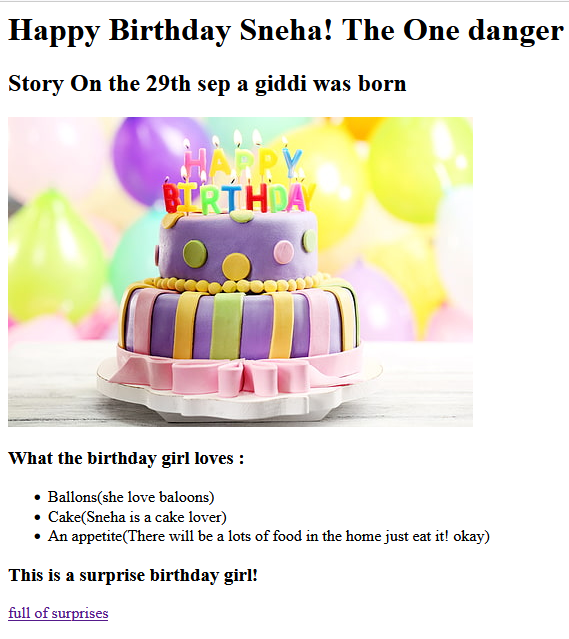 Happy Birthday Sneha! The One danger
Story On the 29th sep a giddi was born
HAPPY
BIRTHDAY
What the birthday girl loves :
Ballons(she love baloons)
Cake(Sneha is a cake lover)
An appetite(There will be a lots of food in the home just eat it! okay)
This is a surprise birthday girl!
full of surprises